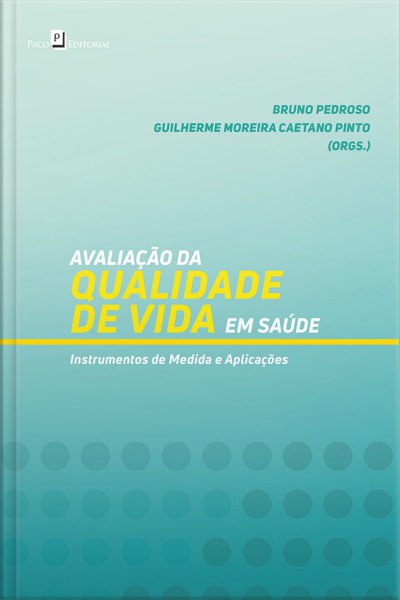 PACO EDITORIAL
BRUNO PEDROSO
GUILHERME MOREIRA CAETANO PINTO
(ORGS.)
AVALIAÇÃO DA
QUALIDADE
DE VIDA EM SAÚDE
Instrumentos de Medida e Aplicações